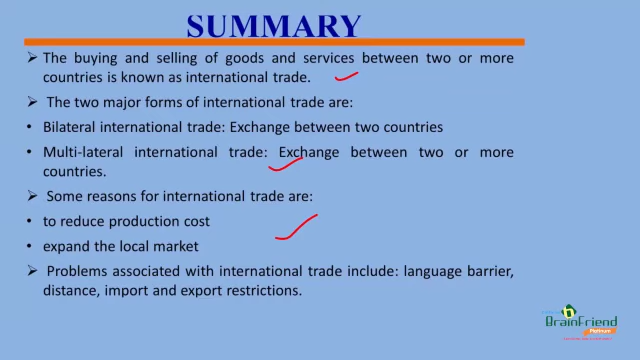 SUMMARY
➢ The buying and selling of goods and services between two or more
countries is known as international trade.
➢ The two major forms of international trade are:
• Bilateral international trade: Exchange between two countries
• Multi-lateral international trade: Exchange between two or more
countries.
➢ Some reasons for international trade are:
• to reduce production cost
• expand the local market
➢ Problems associated with international trade include: language barrier,
distance, import and export restrictions.
BrainFriend
Platinum